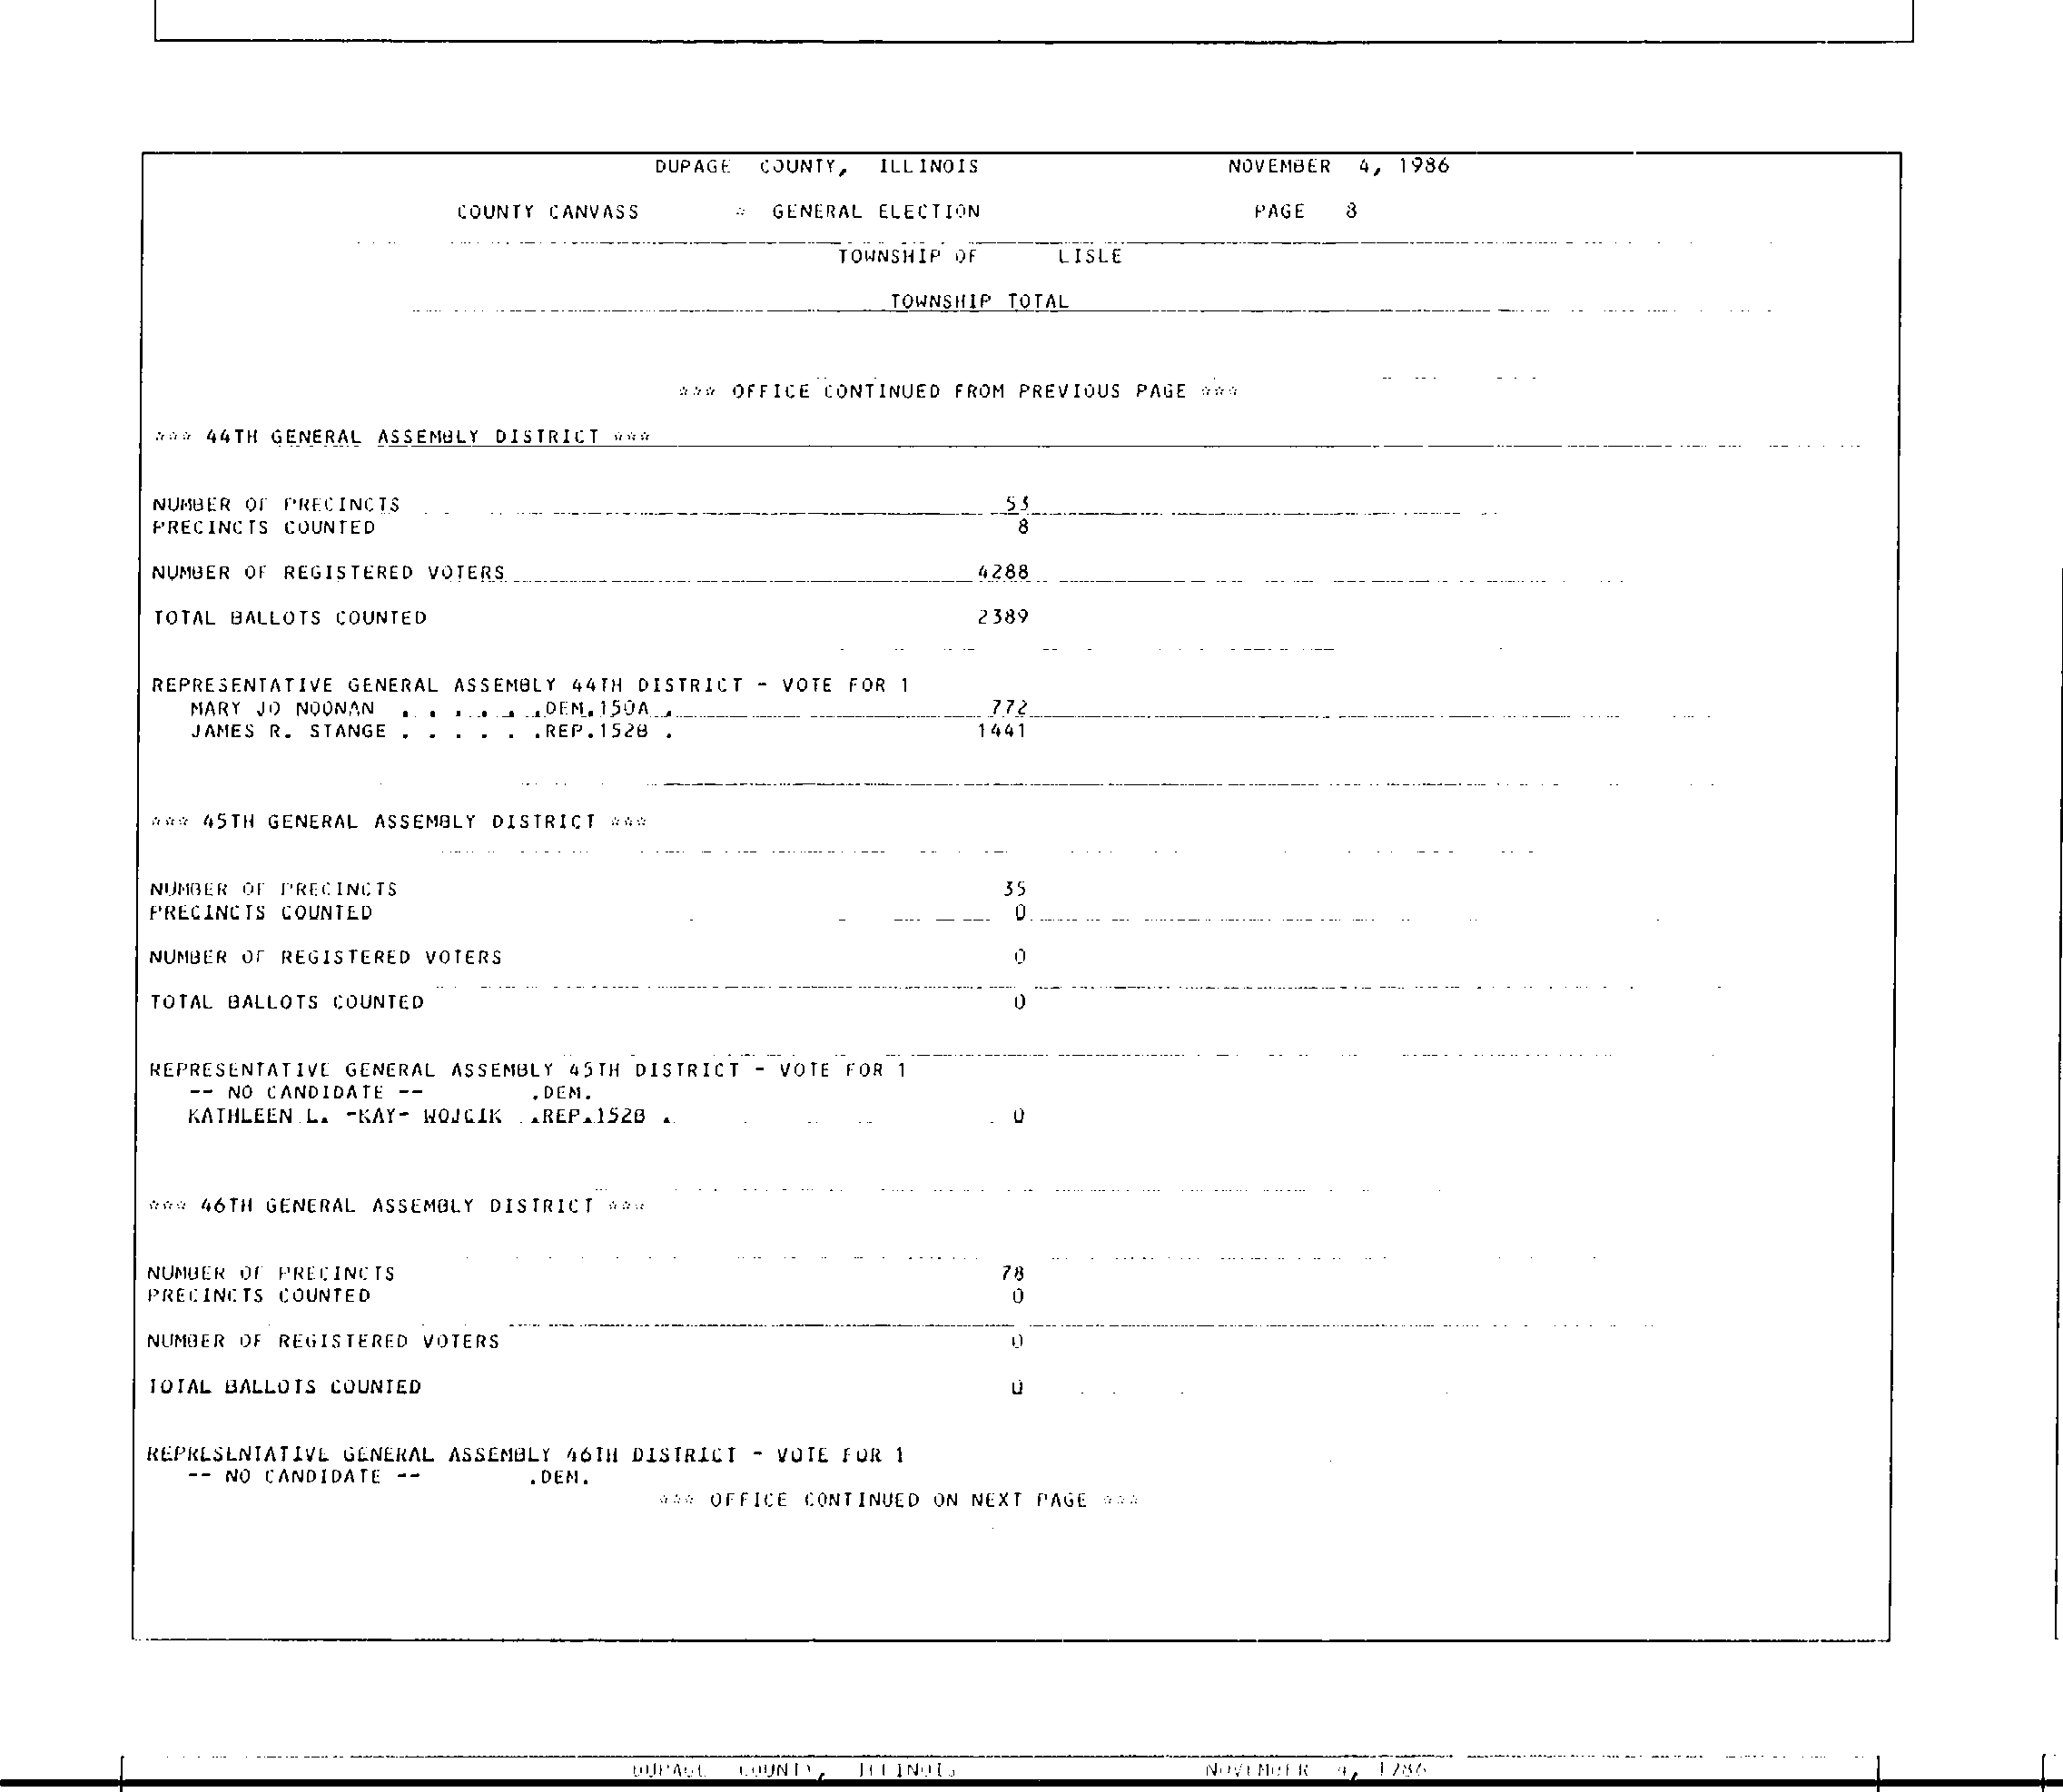 DUPAGE COUNTY, ILLINOIS NOVEMBER 4, 1986
COUNTY CANVASS * GENERAL ELECTION PAGE 8
TOWNSHIP OF LISLE
TOWNSHIP TOTAL
*** OFFICE CONTINUED FROM PREVIOUS PAGE ***
*** 44TH GENERAL ASSEMBLY DISTRICT ***
NUMBER OF PRECINCTS 53
PRECINCTS COUNTED 8
NUMBER OF REGISTERED VOTERS 4288
TOTAL BALLOTS COUNTED 2389
REPRESENTATIVE GENERAL ASSEMBLY 44TH DISTRICT - VOTE FOR 1
MARY JO NOONAN . . . . . . .DEM.150A . 772
JAMES R. STANGE . . . . . . .REP.152B . 1441
*** 45TH GENERAL ASSEMBLY DISTRICT ***
NUMBER OF PRECINCTS 35
PRECINCTS COUNTED 0
NUMBER OF REGISTERED VOTERS 0
TOTAL BALLOTS COUNTED 0
REPRESENTATIVE GENERAL ASSEMBLY 45TH DISTRICT - VOTE FOR 1
-- NO CANDIDATE -- .DEM.
KATHLEEN L. -KAY- WOJCIK .REP.152B . 0
*** 46TH GENERAL ASSEMBLY DISTRICT ***
NUMBER OF PRECINCTS 78
PRECINCTS COUNTED 0
NUMBER OF REGISTERED VOTERS 0
TOTAL BALLOTS COUNTED 0
REPRESENTATIVE GENERAL ASSEMBLY 46TH DISTRICT - VOTE FOR 1
-- NO CANDIDATE -- .DEM.
*** OFFICE CONTINUED ON NEXT PAGE ***
DUPAGE COUNTY, ILLINOIS NOVEMBER 4, 1986